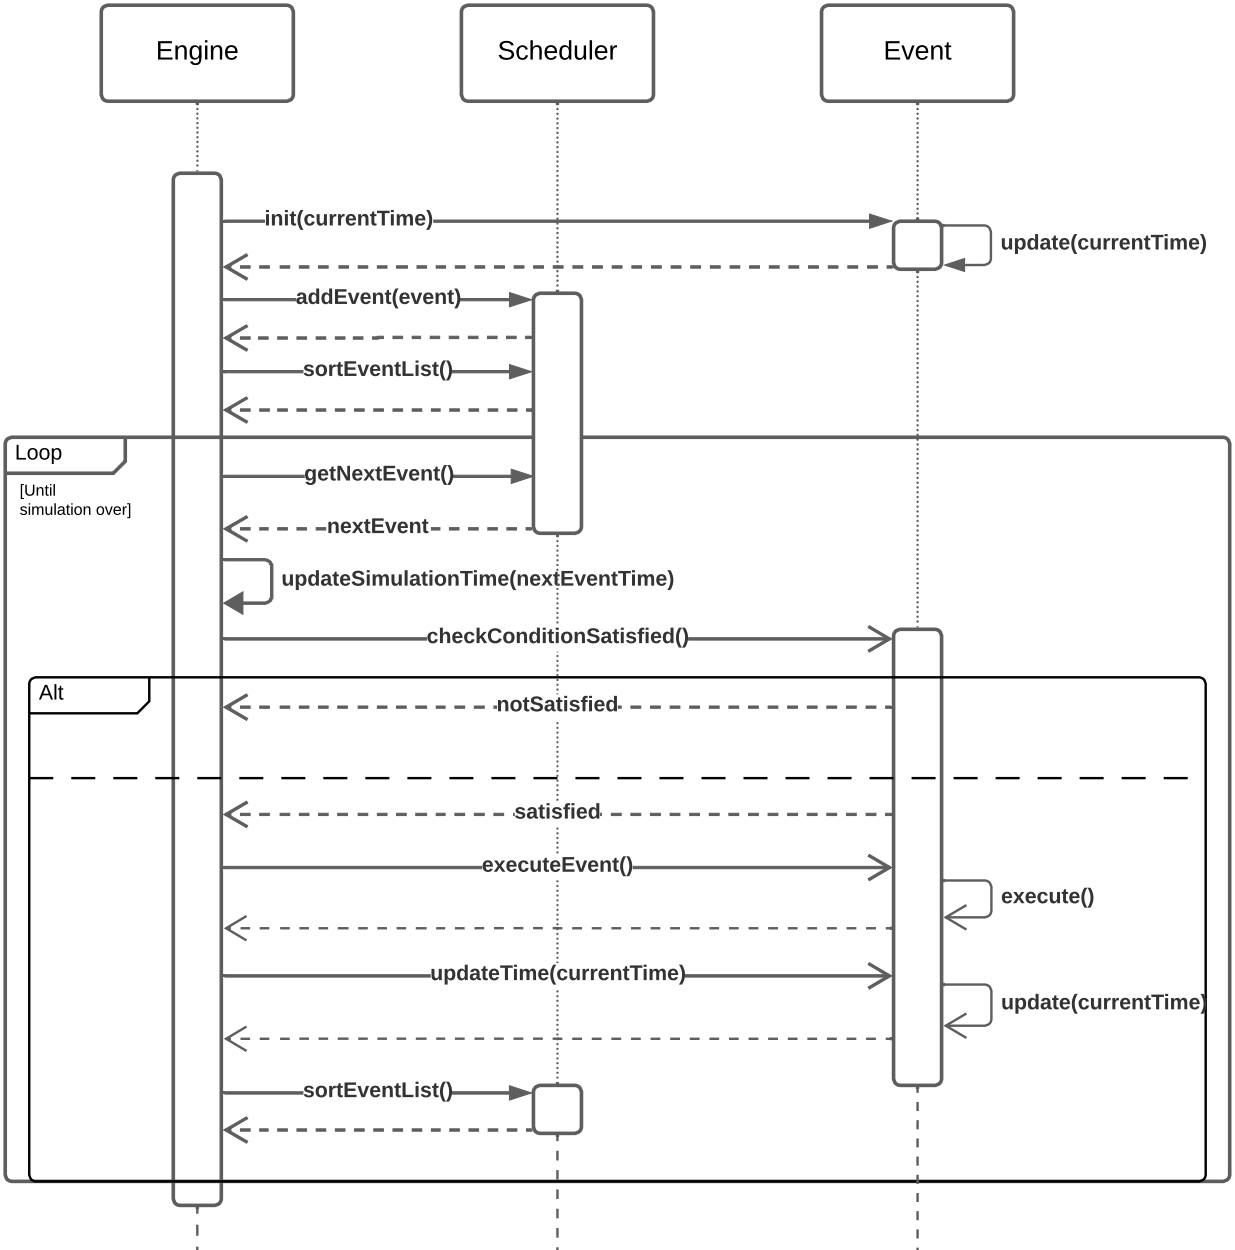 Engine
Scheduler
Event
init(currentTime)
update(currentTime)
addEvent(event)
sortEventList()
Loop
[Until
simulation over]
getNextEvent()
nextEvent
updateSimulationTime(nextEventTime)
checkConditionSatisfied()
Alt
notSatisfied
satisfied
executeEvent()
execute()
updateTime(currentTime)
update(currentTime)
sortEventList()